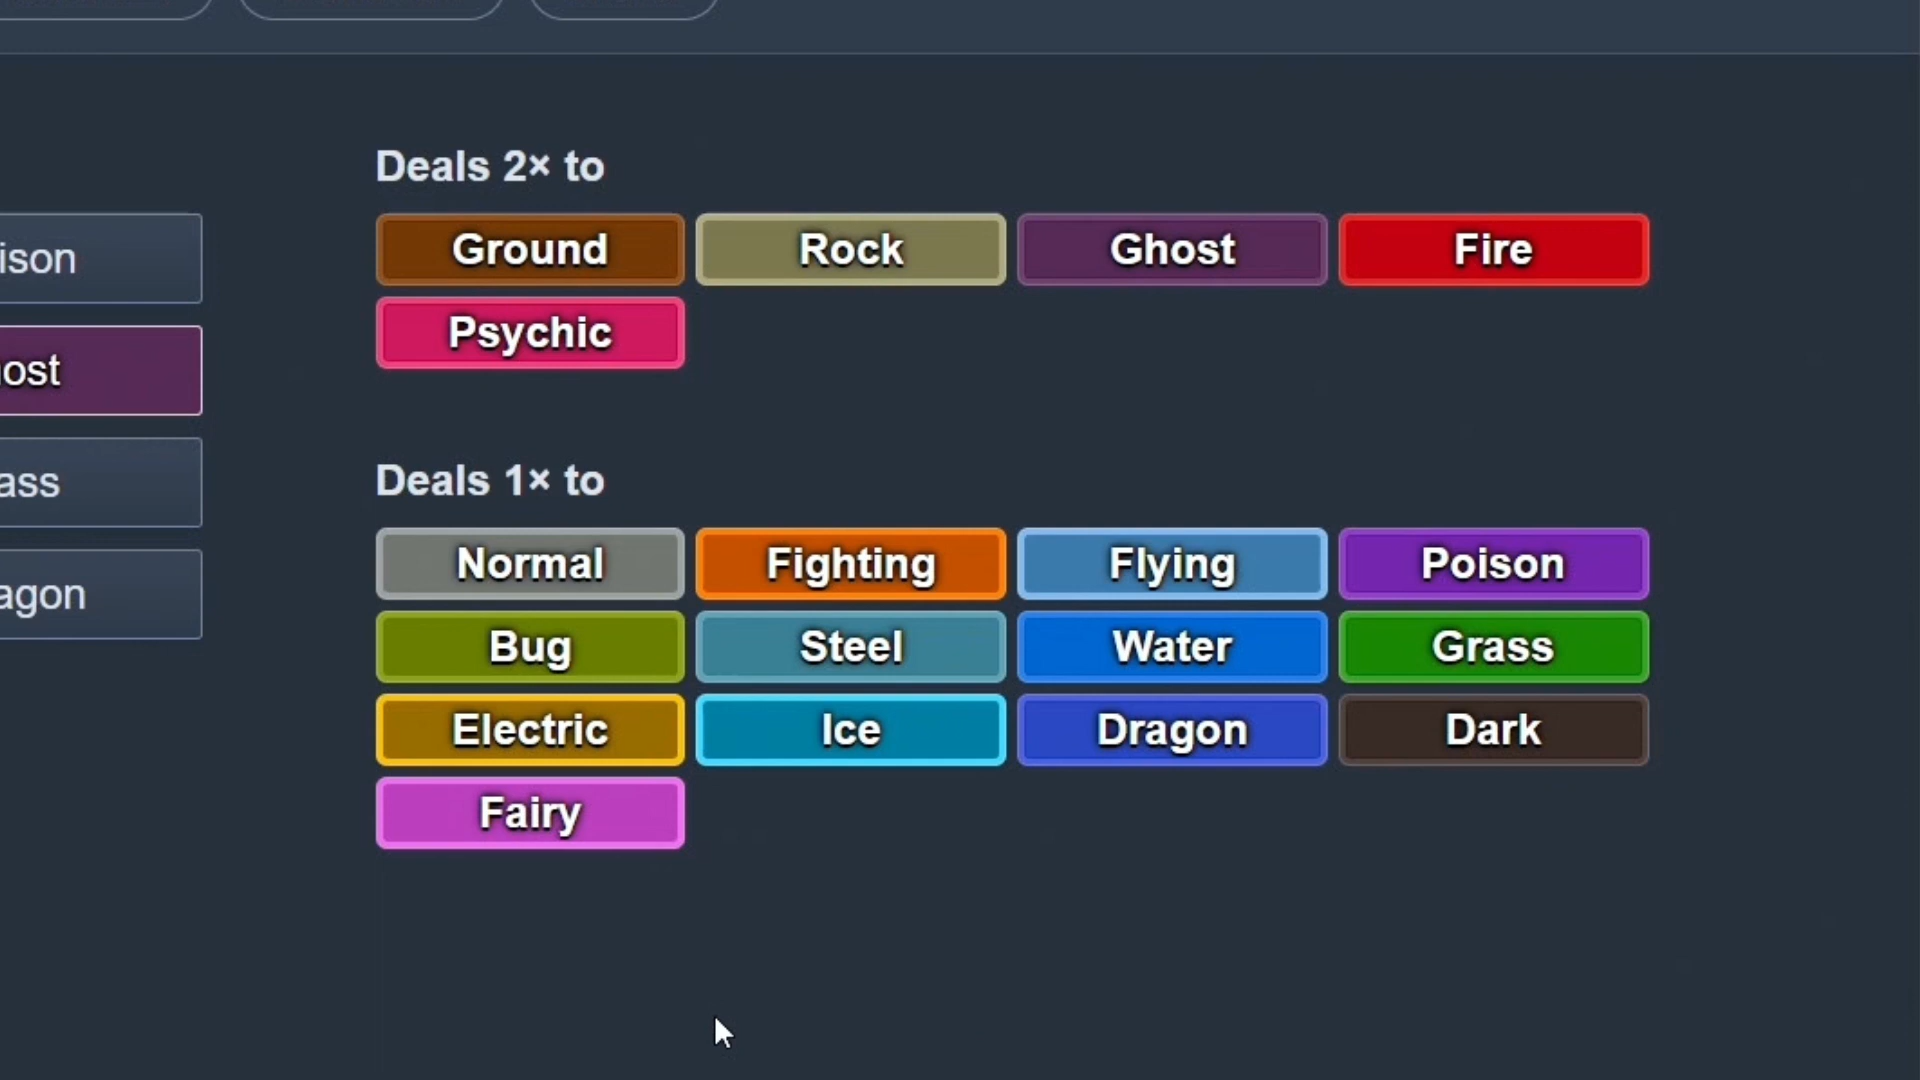 Deals 2× to
ison
Ground Rock Ghost Fire
Psychic
ost
Deals 1× to
ass
Normal Fighting Flying Poison
agon
Bug Steel Water Grass
Electric Ice Dragon Dark
Fairy